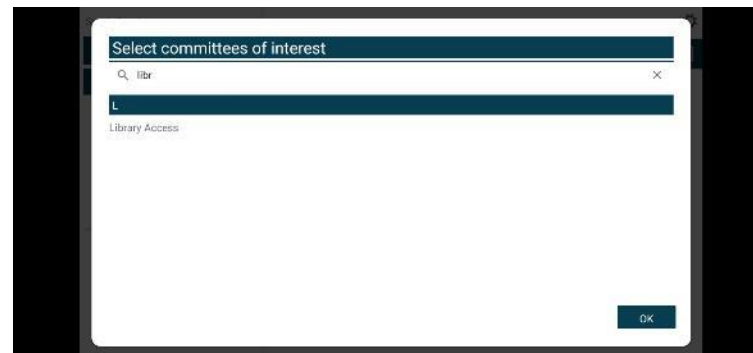 Select committees of interest
libr
L
Library Access
OK